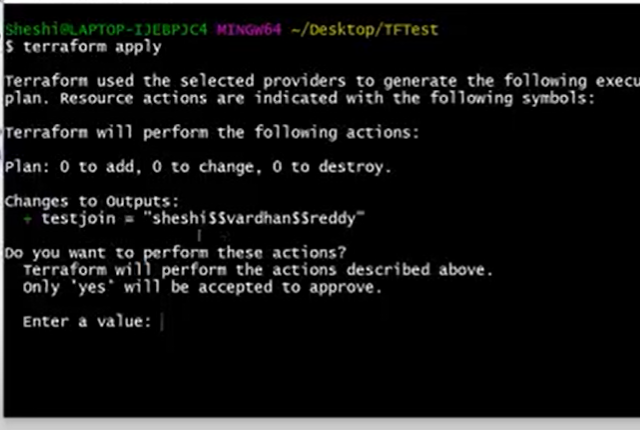 sheshi@LAPTOP-IJEBPJC4 MINGW64 ~/Desktop/TFTest
$ terraform apply
Terraform used the selected providers to generate the following execu
plan. Resource actions are indicated with the following symbols:
Terraform will perform the following actions:
Plan: 0 to add, 0 to change, 0 to destroy.
Changes to Outputs:
+ testjoin = "sheshi$$vardhan$$reddy"
Do you want to perform these actions?
Terraform will perform the actions described above.
Only 'yes' will be accepted to approve.
Enter a value: